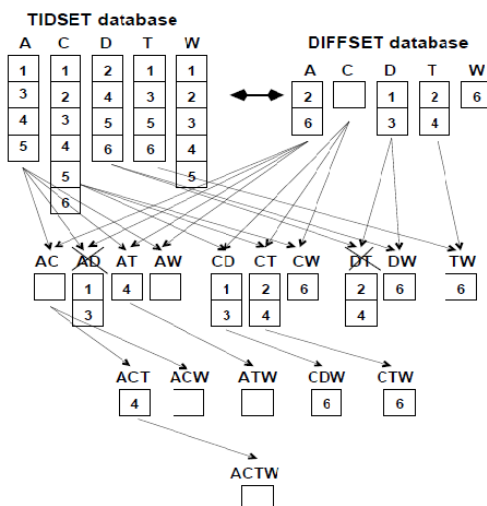 TIDSET database
DIFFSET database
A C D T W
A C D T W
1 1 2 1 1
3 2 4 3 2
4 3 5 5 3
5 4 6 6 4
5 5
6
2 1 2 6
6 3 4
AC AD AT AW CD CT CW DT DW TW
1 4 1 2 6 2 6 6
3 3 4 4
ACT ACW ATW CDW CTW
4 6 6
ACTW